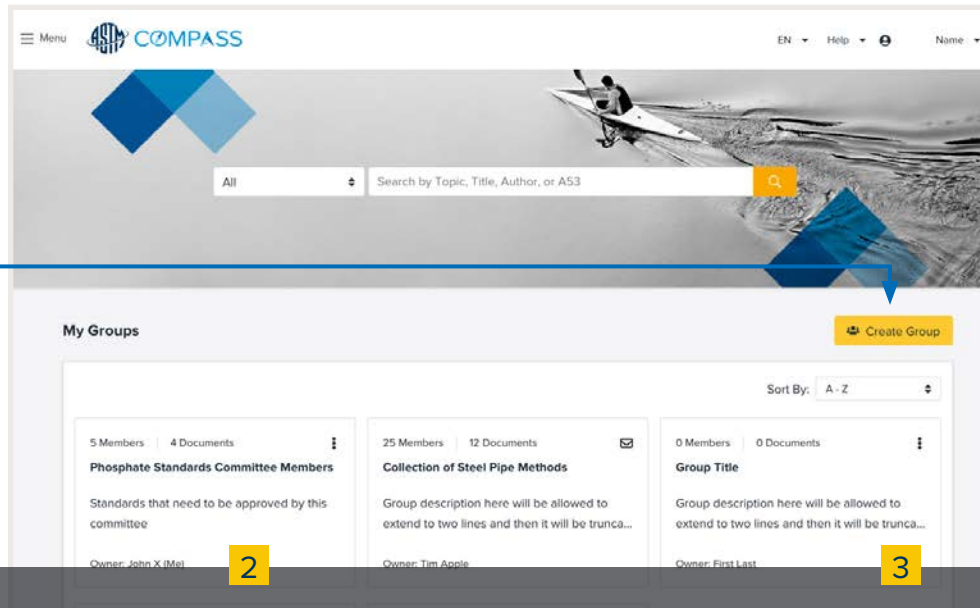 Menu
ASTM COMPASS
EN
Help
Name
All
Search by Topic, Title, Author, or A53
My Groups
Create Group
Sort By: A - Z
5 Members | 4 Documents
Phosphate Standards Committee Members
Standards that need to be approved by this
committee
Owner: John X (Me)
2
25 Members | 12 Documents
Collection of Steel Pipe Methods
Group description here will be allowed to
extend to two lines and then it will be trunca...
Owner: Tim Apple
0 Members | 0 Documents
Group Title
Group description here will be allowed to
extend to two lines and then it will be trunca...
Owner: First Last
3